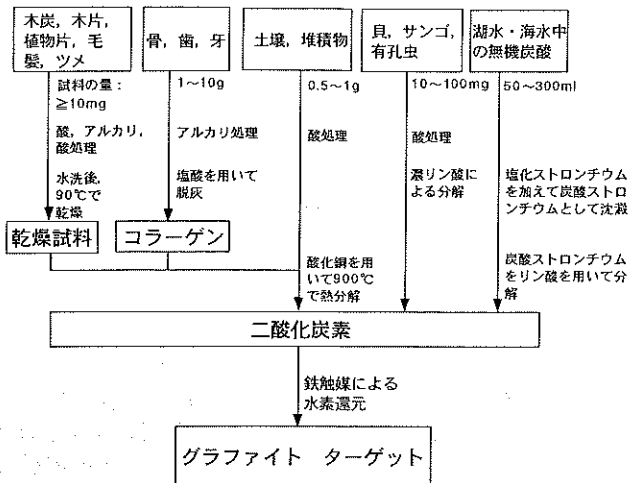 木炭，木片，
植物片，毛
髪，ツメ
骨，歯，牙
土壌，堆積物
貝，サンゴ，
有孔虫
湖水・海水中
の無機炭酸
試料の量：
≧10mg
1〜10g
0.5〜1g
10〜100mg
50〜300ml
酸，アルカリ，
酸処理
アルカリ処理
酸処理
酸処理
水洗後，
90℃で
乾燥
塩酸を用いて
脱灰
濃リン酸に
よる分解
塩化ストロンチウム
を加えて炭酸ストロ
ンチウムとして沈澱
乾燥試料
コラーゲン
酸化銅を用
いて900℃
で熱分解
炭酸ストロンチウム
をリン酸を用いて分
解
二酸化炭素
鉄触媒による
水素還元
グラファイト　ターゲット